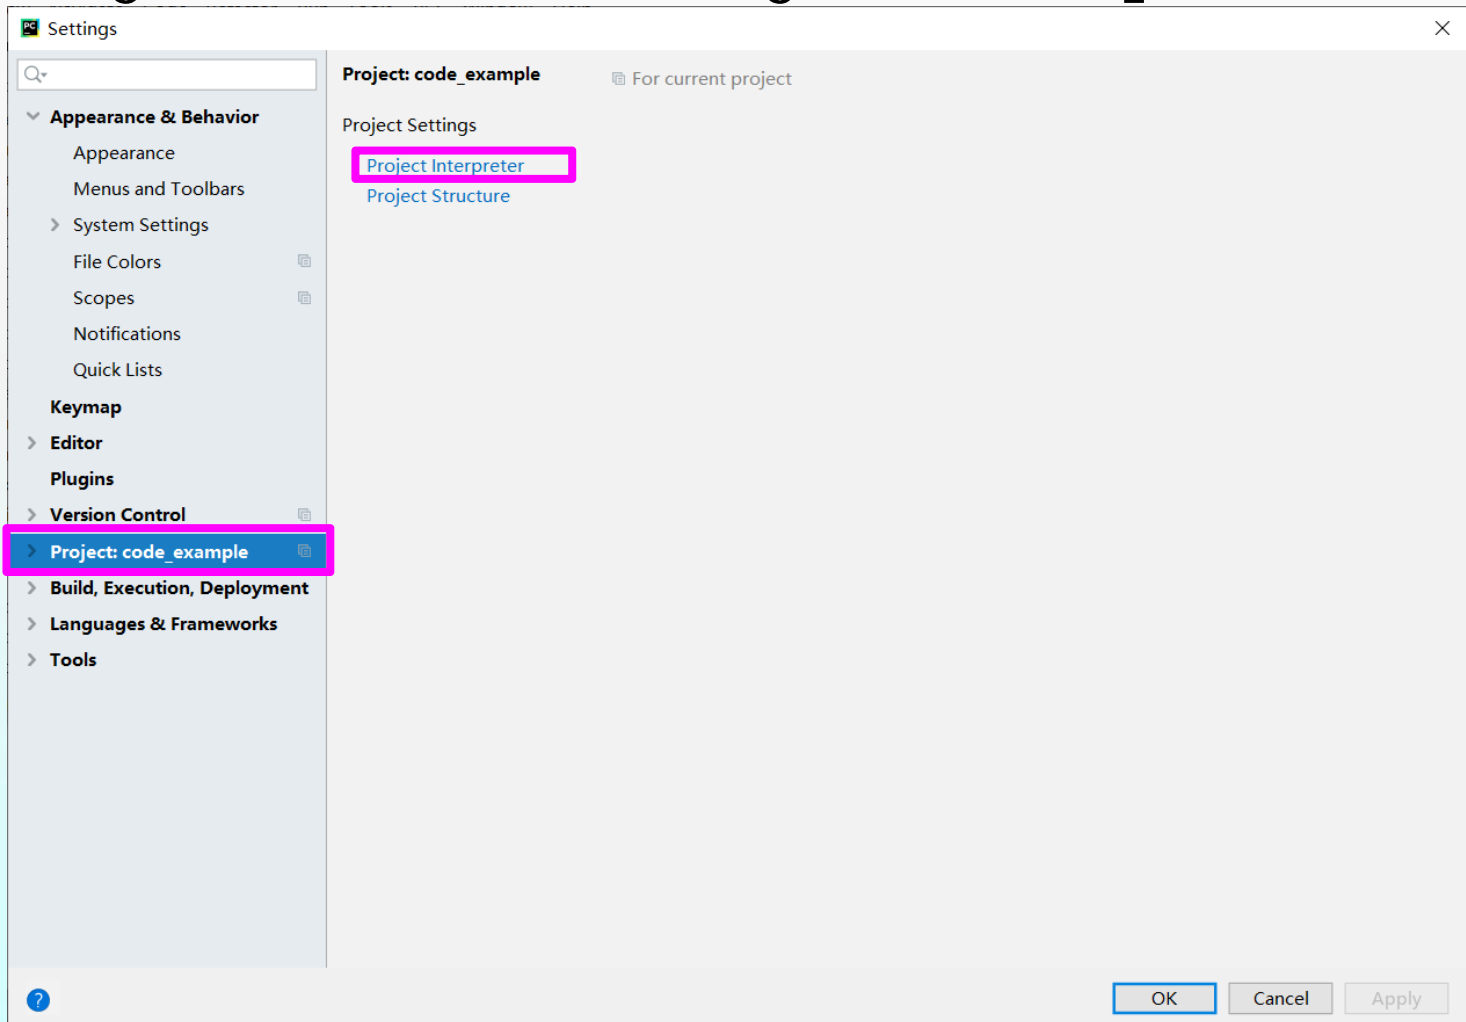 Settings
Project: code_example For current project
Appearance & Behavior
Project Settings
Appearance
Project Interpreter
Menus and Toolbars
Project Structure
System Settings
File Colors
Scopes
Notifications
Quick Lists
Keymap
Editor
Plugins
Version Control
Project: code_example
Build, Execution, Deployment
Languages & Frameworks
Tools
?
OK Cancel Apply